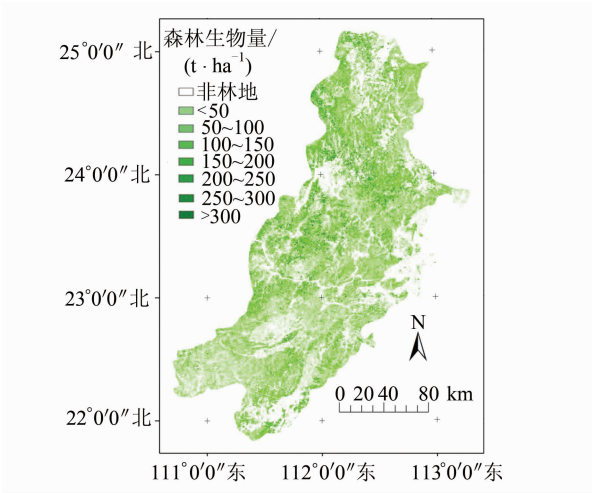 森林生物量/
(t · ha⁻¹)
非林地
<50
50~100
100~150
150~200
200~250
250~300
>300
25°0′0″ 北
24°0′0″ 北
23°0′0″ 北
22°0′0″ 北
N
0 20 40 80 km
111°0′0″东 112°0′0″东 113°0′0″东